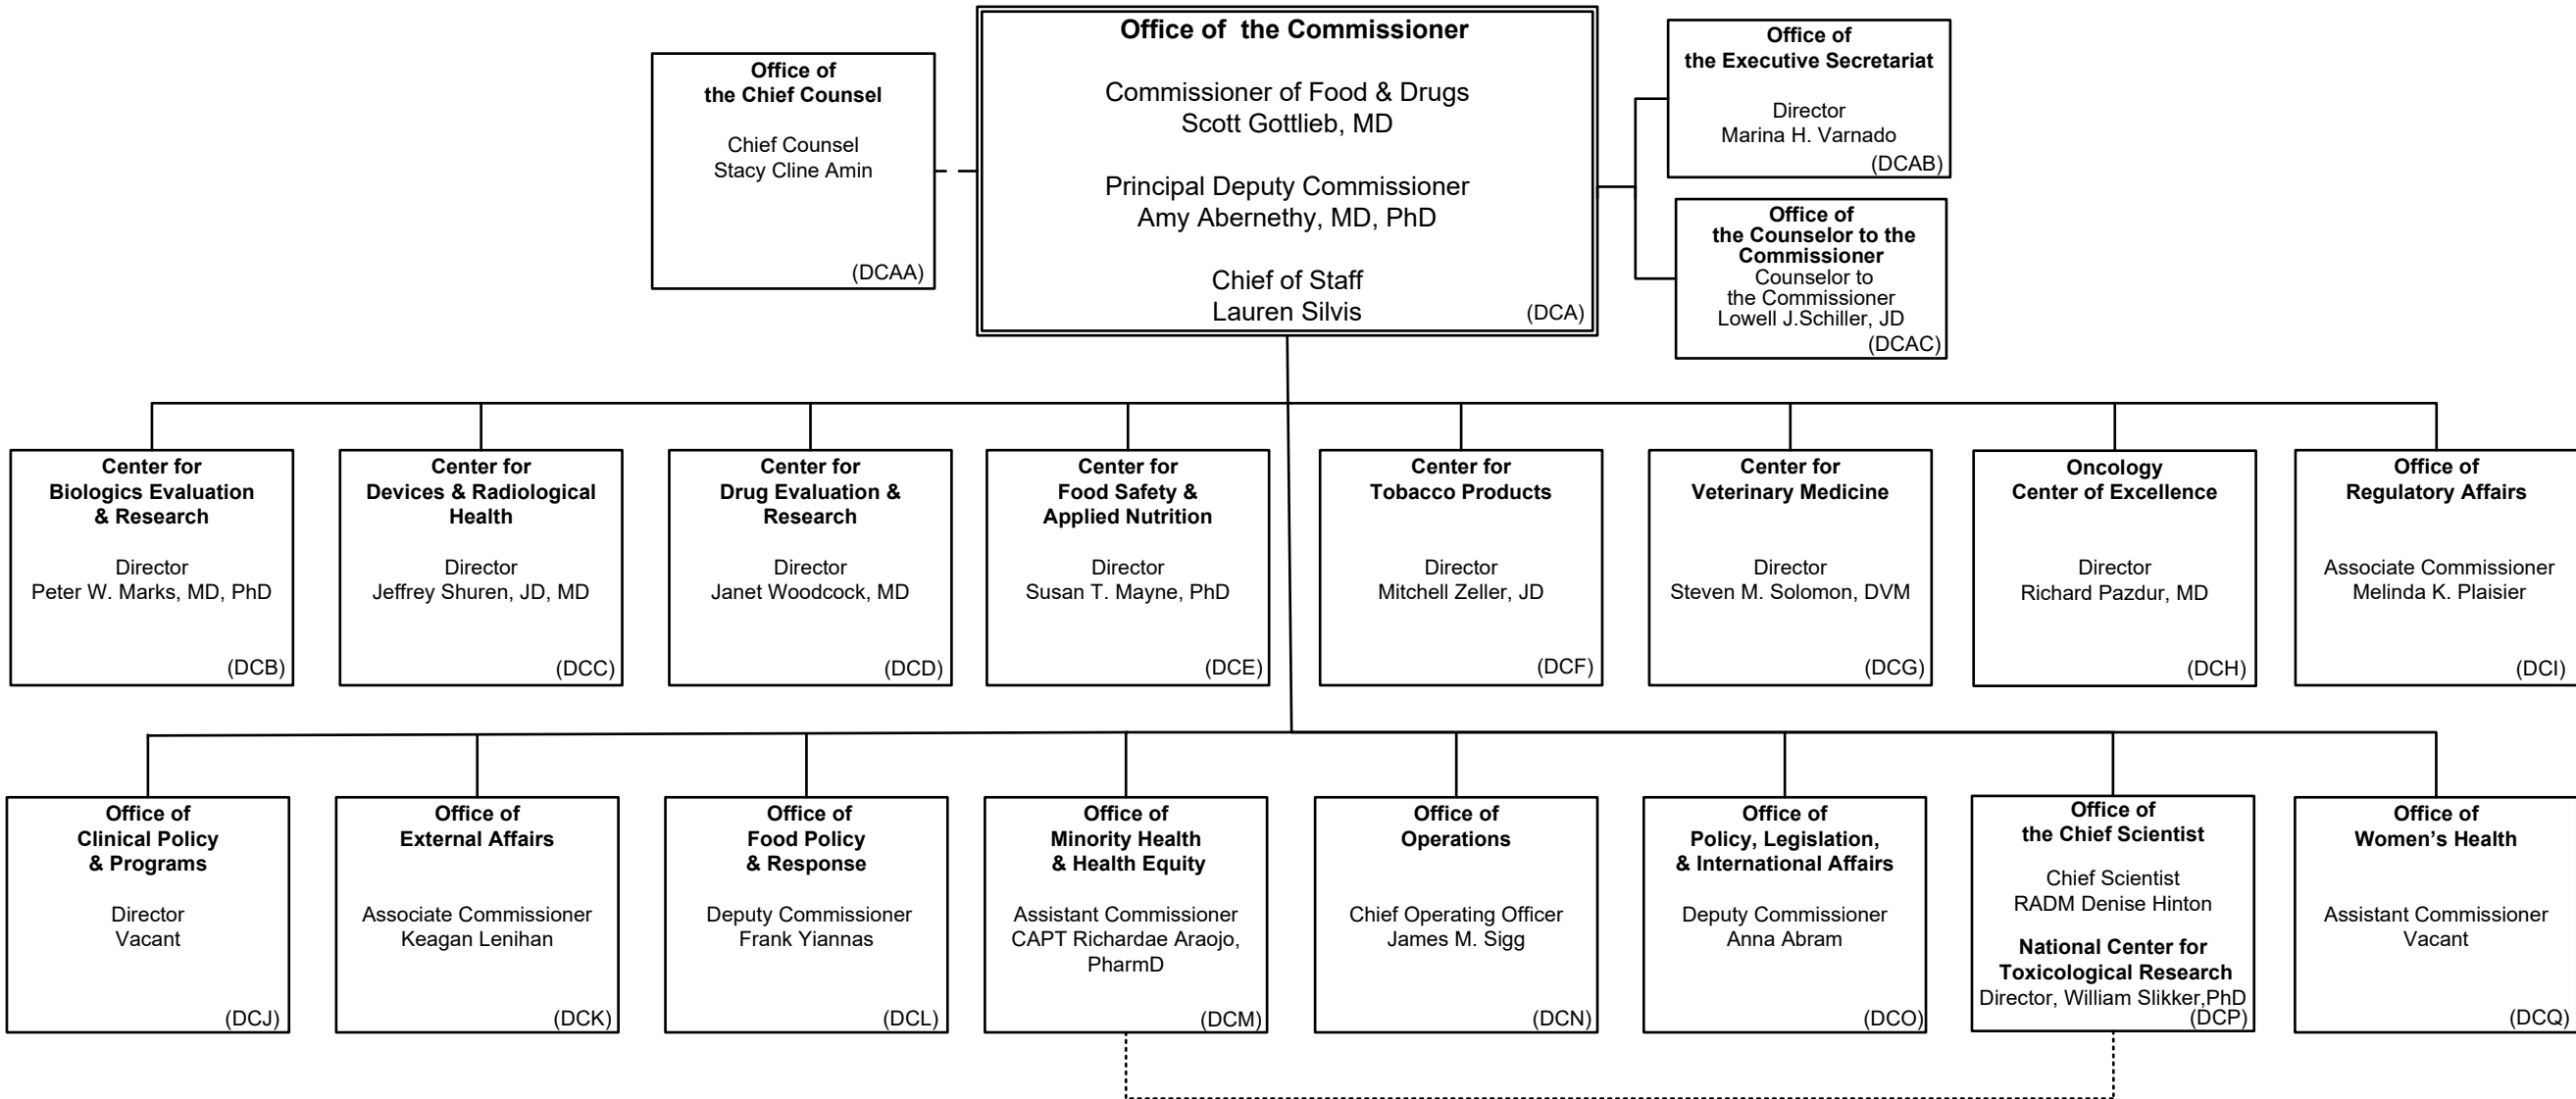 Office of the Commissioner
Commissioner of Food & Drugs
Scott Gottlieb, MD
Principal Deputy Commissioner
Amy Abernethy, MD, PhD
Chief of Staff
Lauren Silvis
(DCA)
Office of
the Chief Counsel
Chief Counsel
Stacy Cline Amin
(DCAA)
Office of
the Executive Secretariat
Director
Marina H. Varnado
(DCAB)
Office of
the Counselor to the
Commissioner
Counselor to
the Commissioner
Lowell J.Schiller, JD
(DCAC)
Center for
Biologics Evaluation
& Research
Director
Peter W. Marks, MD, PhD
(DCB)
Center for
Devices & Radiological
Health
Director
Jeffrey Shuren, JD, MD
(DCC)
Center for
Drug Evaluation &
Research
Director
Janet Woodcock, MD
(DCD)
Center for
Food Safety &
Applied Nutrition
Director
Susan T. Mayne, PhD
(DCE)
Center for
Tobacco Products
Director
Mitchell Zeller, JD
(DCF)
Center for
Veterinary Medicine
Director
Steven M. Solomon, DVM
(DCG)
Oncology
Center of Excellence
Director
Richard Pazdur, MD
(DCH)
Office of
Regulatory Affairs
Associate Commissioner
Melinda K. Plaisier
(DCI)
Office of
Clinical Policy
& Programs
Director
Vacant
(DCJ)
Office of
External Affairs
Associate Commissioner
Keagan Lenihan
(DCK)
Office of
Food Policy
& Response
Deputy Commissioner
Frank Yiannas
(DCL)
Office of
Minority Health
& Health Equity
Assistant Commissioner
CAPT Richardae Araojo,
PharmD
(DCM)
Office of
Operations
Chief Operating Officer
James M. Sigg
(DCN)
Office of
Policy, Legislation,
& International Affairs
Deputy Commissioner
Anna Abram
(DCO)
Office of
the Chief Scientist
Chief Scientist
RADM Denise Hinton
National Center for
Toxicological Research
Director, William Slikker,PhD
(DCP)
Office of
Women's Health
Assistant Commissioner
Vacant
(DCQ)